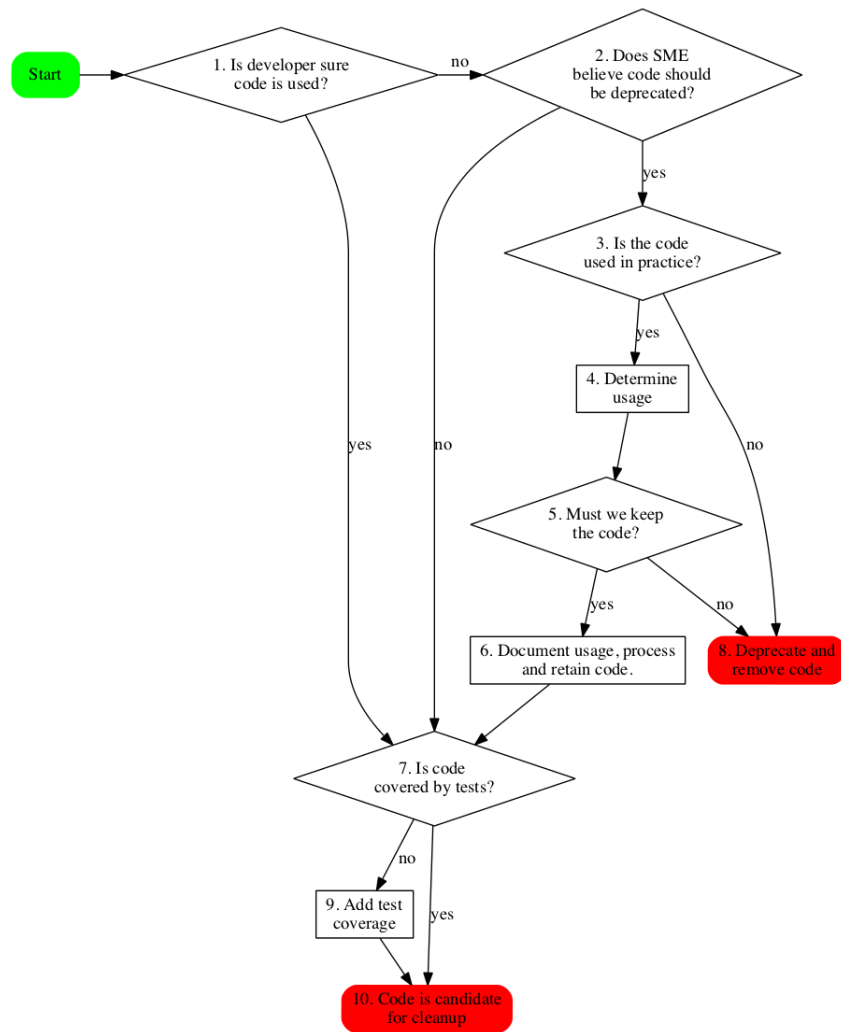 Start
1. Is developer sure
code is used?
no
2. Does SME
believe code should
be deprecated?
yes
3. Is the code
used in practice?
yes
4. Determine
usage
yes
no
no
5. Must we keep
the code?
yes
no
6. Document usage, process
and retain code.
8. Deprecate and
remove code
7. Is code
covered by tests?
no
9. Add test
coverage
yes
10. Code is candidate
for cleanup